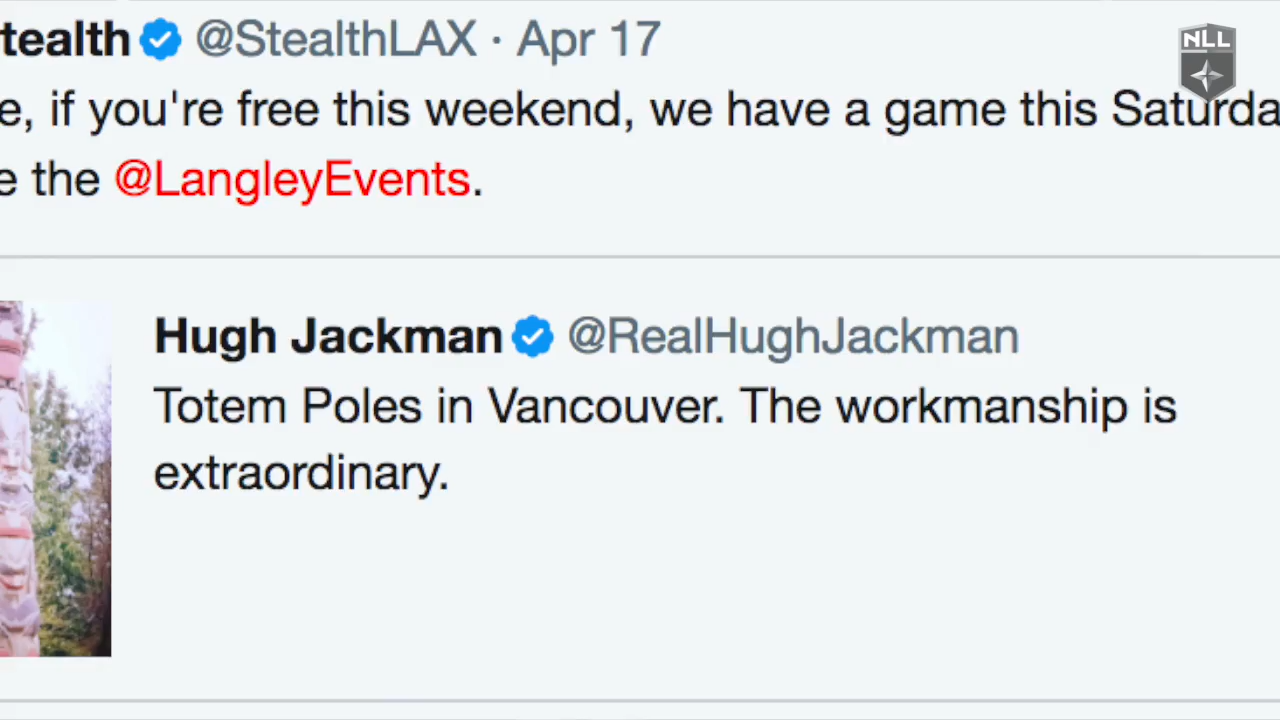 tealth @StealthLAX · Apr 17
NLL
e, if you're free this weekend, we have a game this Saturda
e the @LangleyEvents.
Hugh Jackman @RealHughJackman
Totem Poles in Vancouver. The workmanship is
extraordinary.